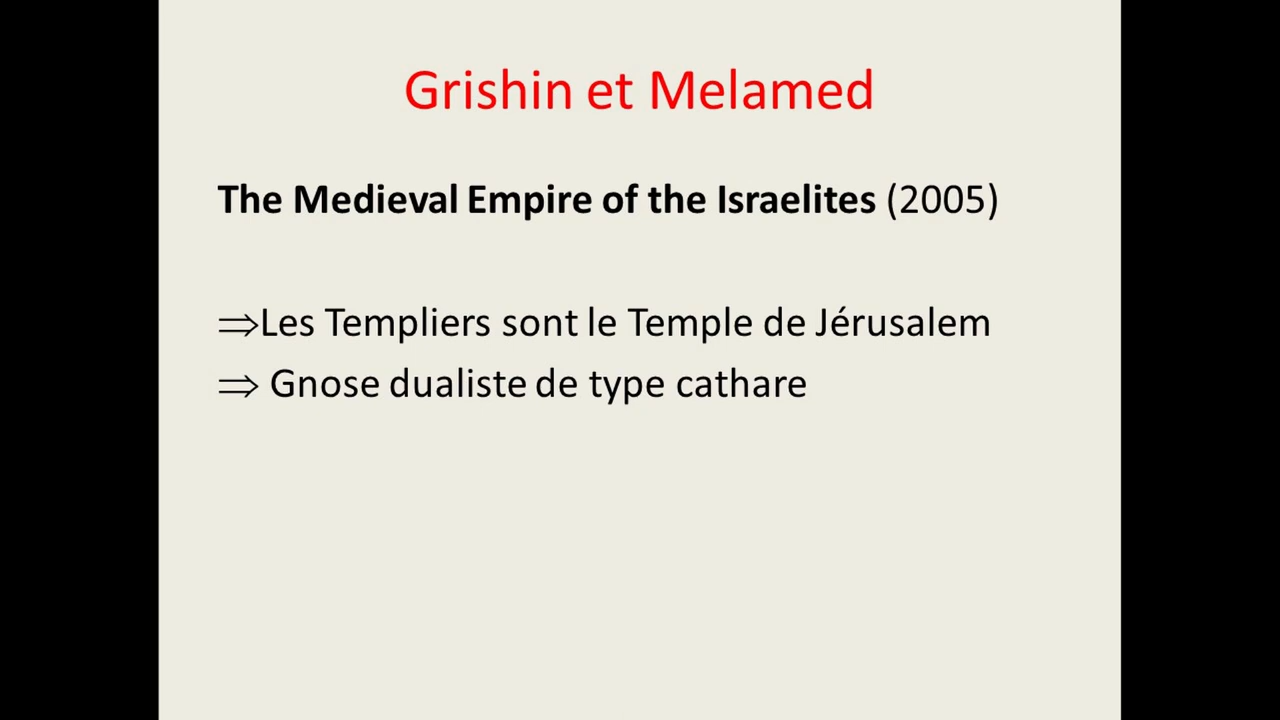 Grishin et Melamed
The Medieval Empire of the Israelites (2005)
⇒Les Templiers sont le Temple de Jérusalem
⇒ Gnose dualiste de type cathare